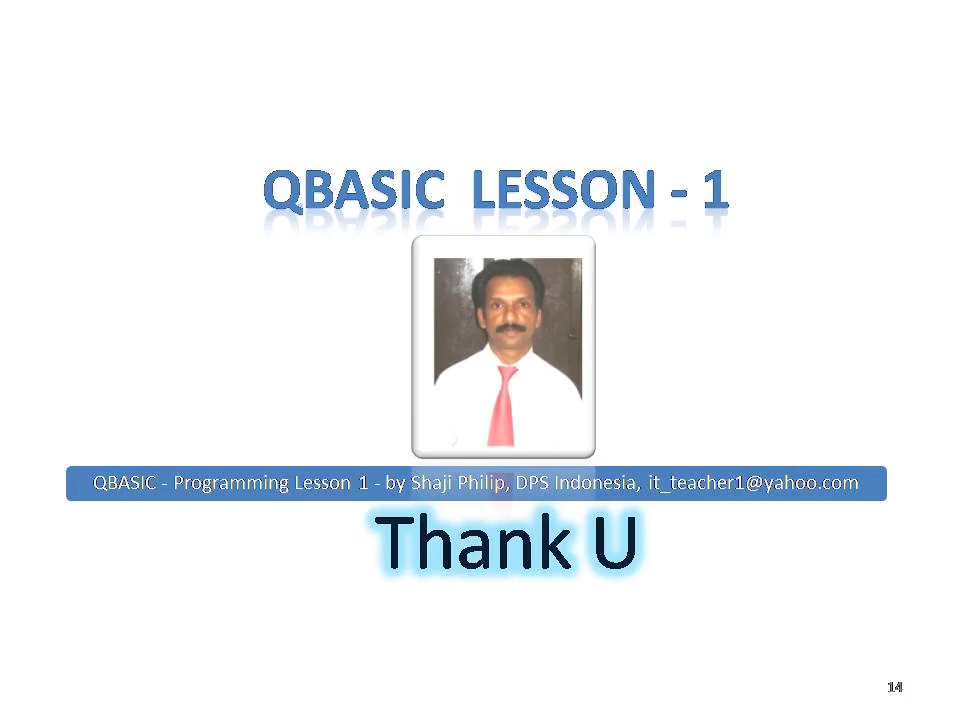 QBASIC LESSON - 1
QBASIC - Programming Lesson 1 - by Shaji Philip, DPS Indonesia, it_teacher1@yahoo.com
Thank U
14